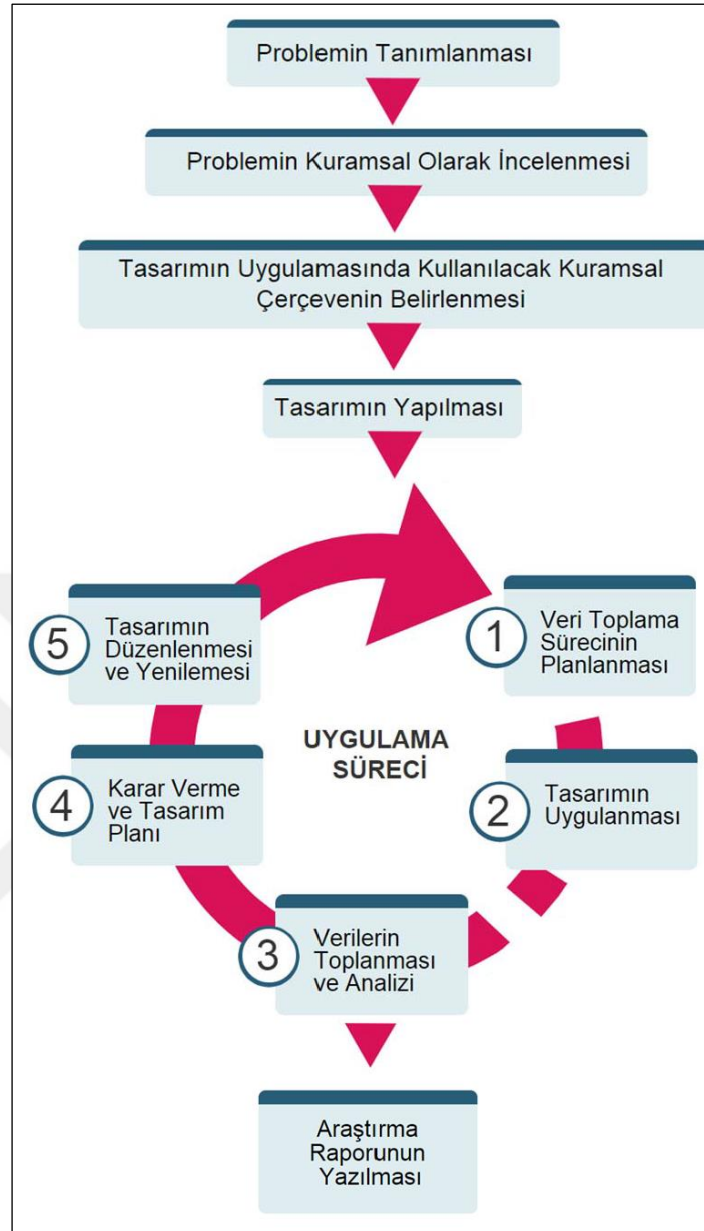 Problemin Tanımlanması
Problemin Kuramsal Olarak İncelenmesi
Tasarımın Uygulamasında Kullanılacak Kuramsal
Çerçevenin Belirlenmesi
Tasarımın Yapılması
UYGULAMA
SÜRECİ
1
Veri Toplama
Sürecinin
Planlanması
2
Tasarımın
Uygulanması
3
Verilerin
Toplanması
ve Analizi
4
Karar Verme
ve Tasarım
Planı
5
Tasarımın
Düzenlenmesi
ve Yenilemesi
Araştırma
Raporunun
Yazılması